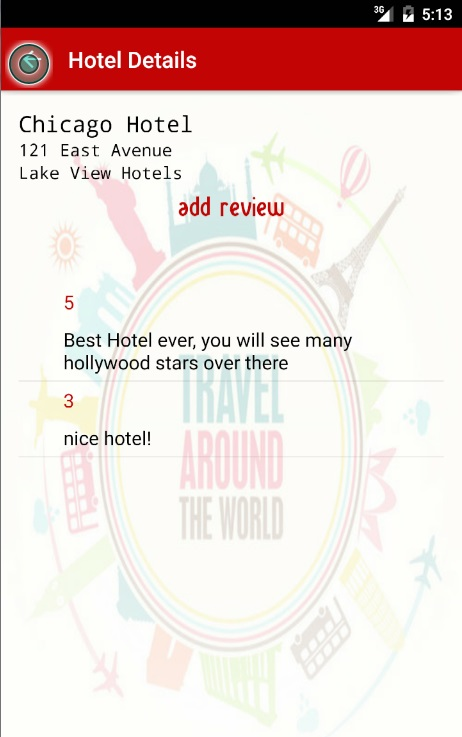 3G 5:13
Hotel Details
Chicago Hotel
121 East Avenue
Lake View Hotels
add review
5
Best Hotel ever, you will see many
hollywood stars over there
3
nice hotel!
TRAVEL
AROUND
THE WORLD